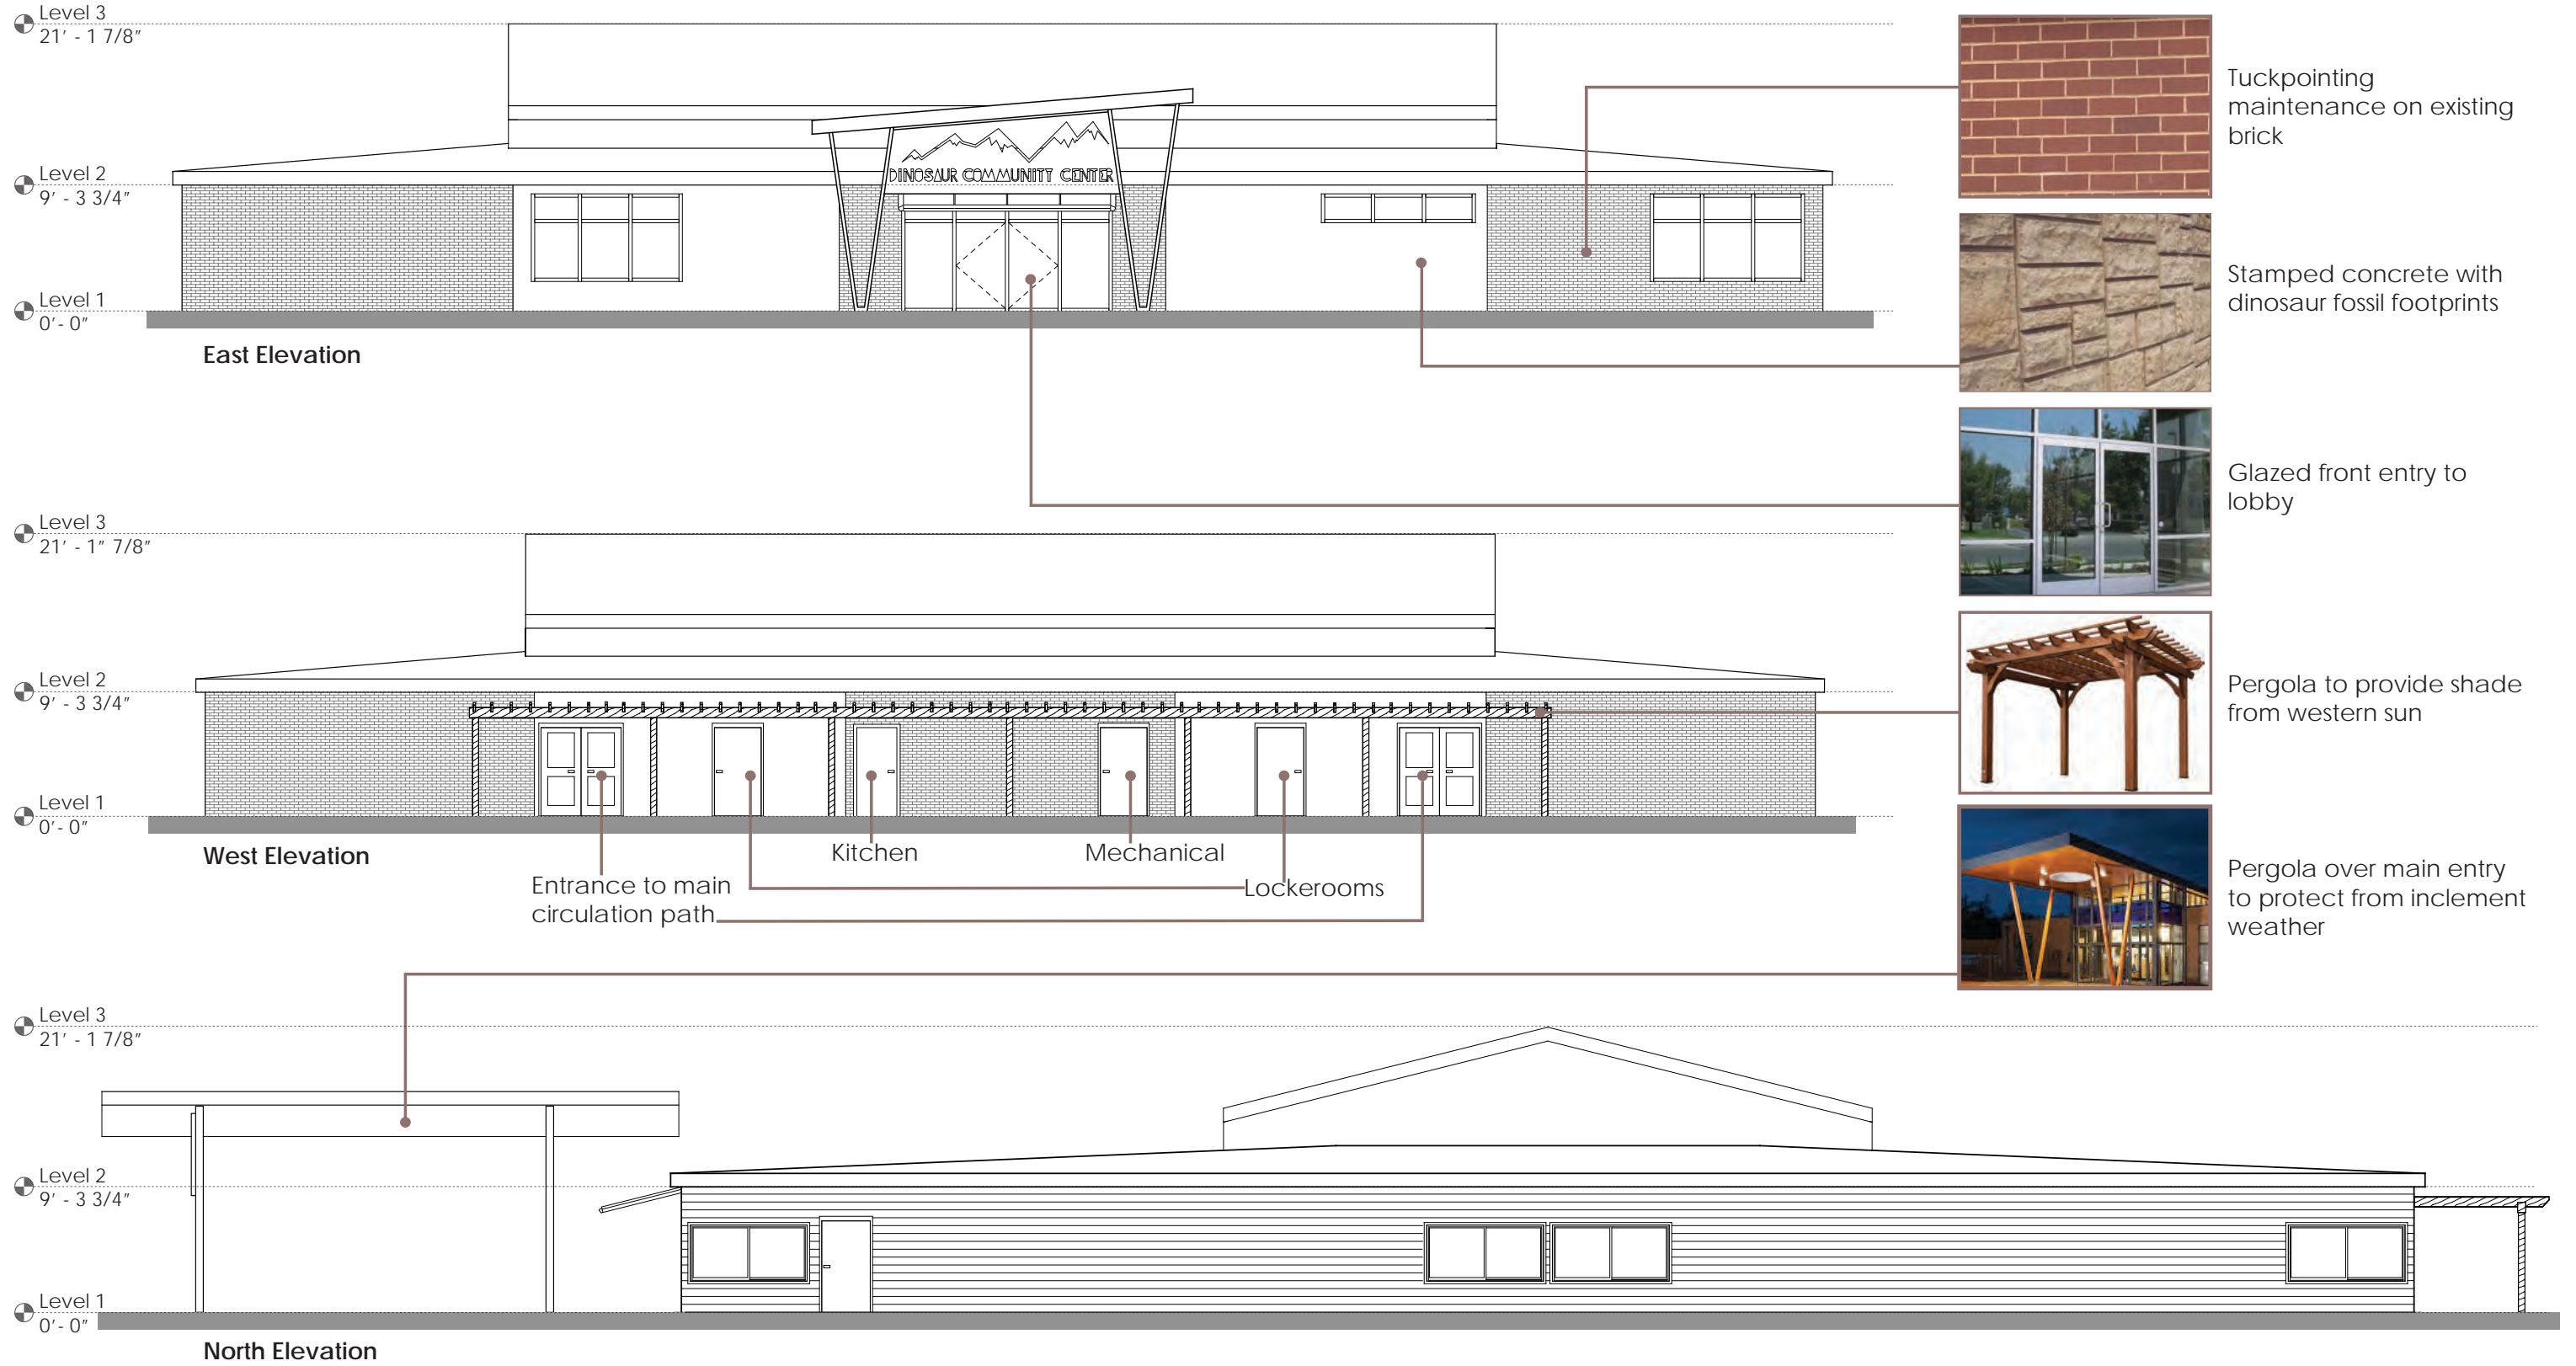 Level 3
21' - 1 7/8"
Level 2
9' - 3 3/4"
DINOSAUR COMMUNITY CENTER
Level 1
0'- 0"
East Elevation
Tuckpointing
maintenance on existing
brick
Stamped concrete with
dinosaur fossil footprints
Glazed front entry to
lobby
Level 3
21' - 1" 7/8"
Level 2
9' - 3 3/4"
Level 1
0'- 0"
West Elevation
Kitchen
Mechanical
Entrance to main
circulation path
Lockerooms
Pergola to provide shade
from western sun
Pergola over main entry
to protect from inclement
weather
Level 3
21' - 1 7/8"
Level 2
9' - 3 3/4"
Level 1
0'- 0"
North Elevation